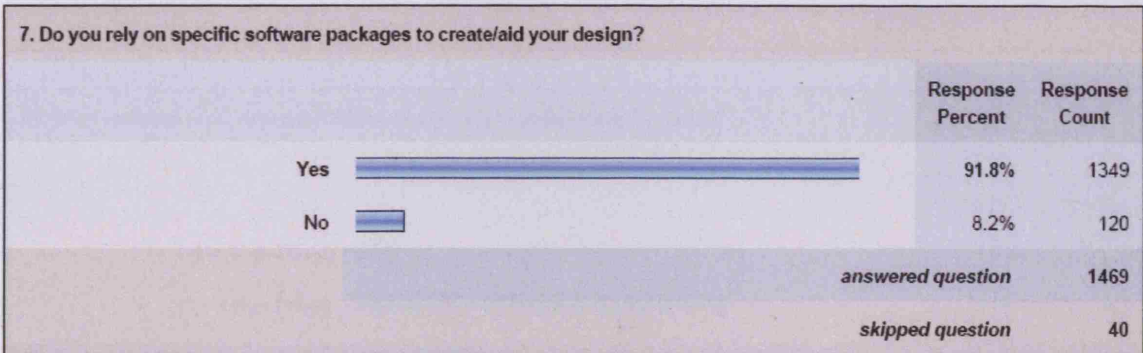 7. Do you rely on specific software packages to create/aid your design?
Response Response
Percent Count
Yes 91.8% 1349
No 8.2% 120
answered question 1469
skipped question 40